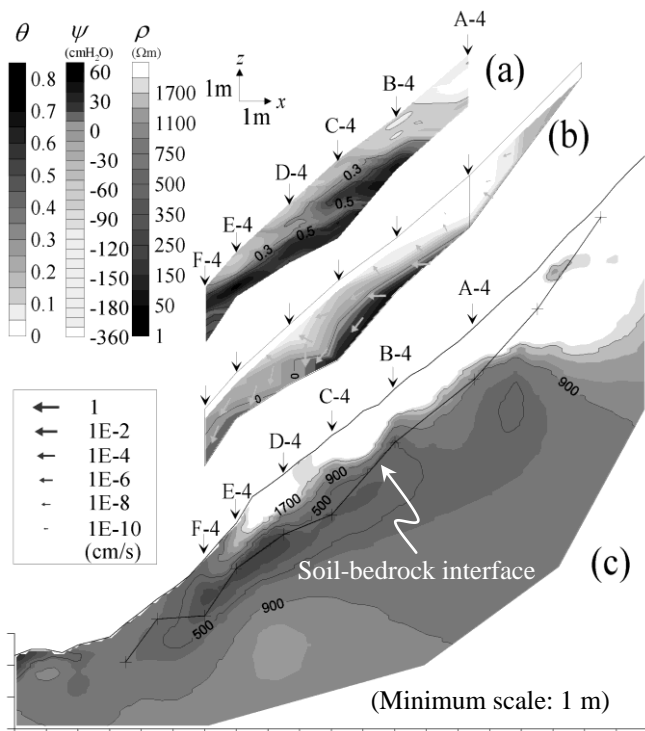 θ ψ ρ
(cmH₂O) (Ωm)
0.8 60
0.7 30 1700
0.6 0 1100
0.5 -30 750
0.4 -60 500
0.3 -90 350
0.2 -120 250
-150 150
0.1 -180 50
0 -360 1
z
1m
x
1m
A-4
(a)
B-4
(b)
C-4
D-4
0.3
0.5
E-4
0.5
0.3
F-4
0
0
A-4
B-4
C-4
D-4
E-4
F-4
900
900
1700
500
500
900
Soil-bedrock interface
(c)
1
1E-2
1E-4
1E-6
1E-8
1E-10
(cm/s)
(Minimum scale: 1 m)